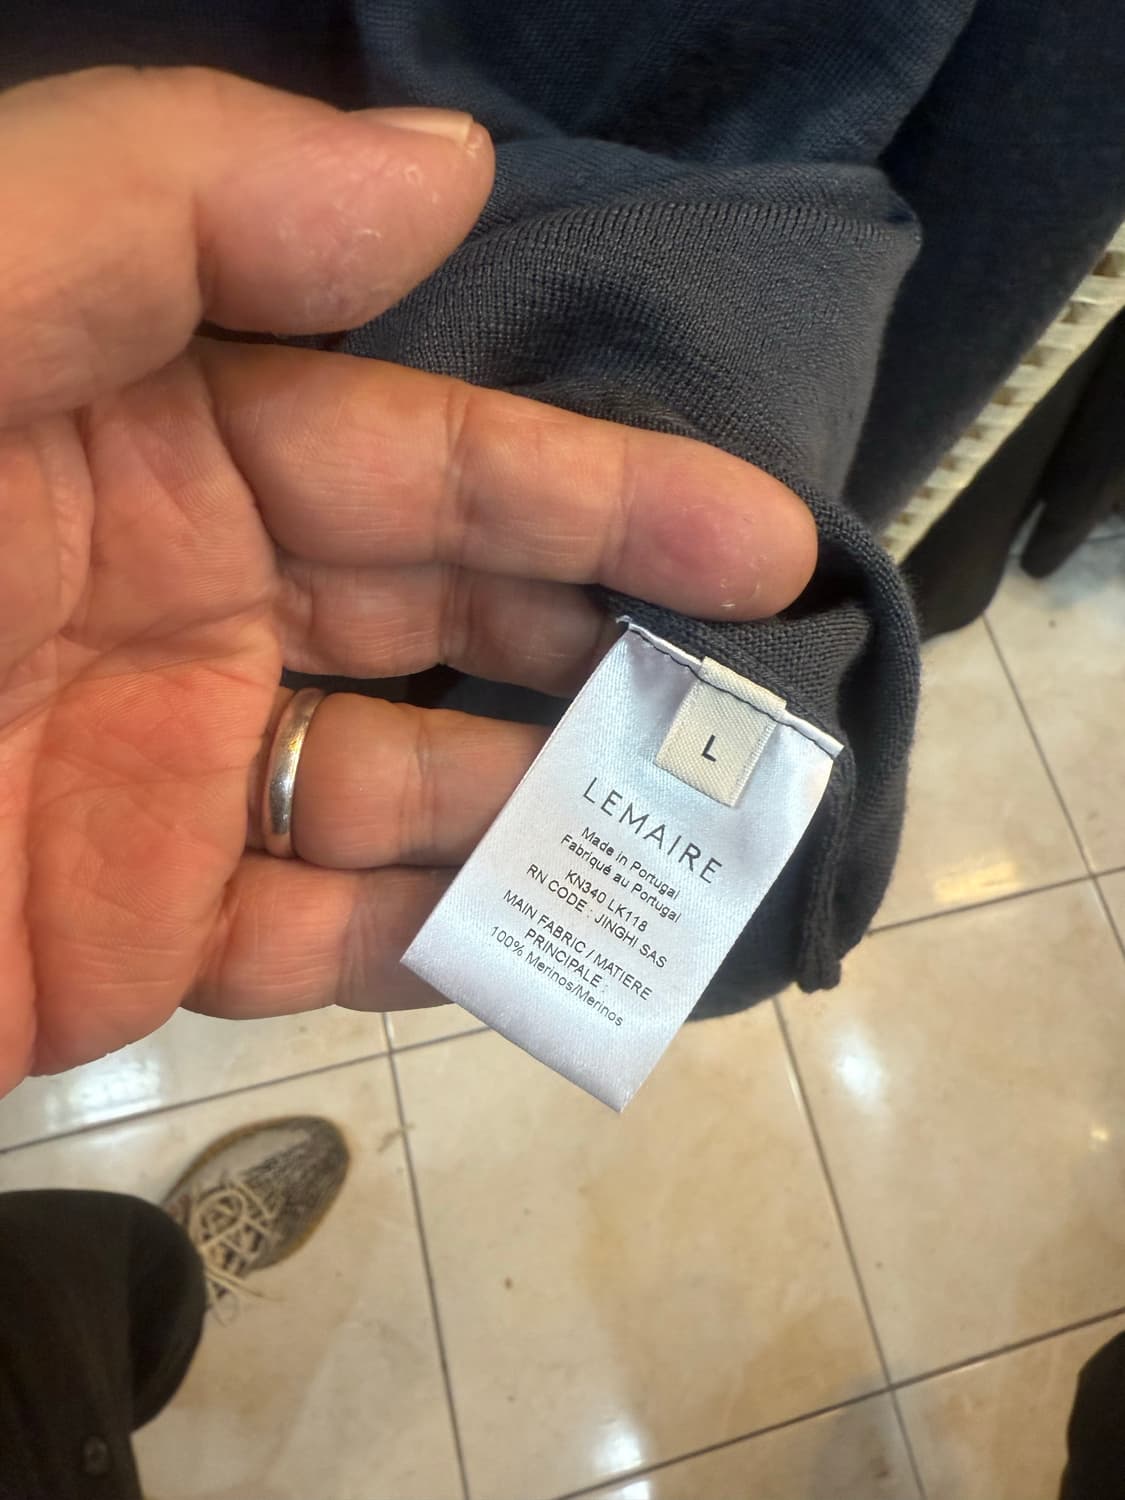 L
LEMAIRE
Made in Portugal
Fabriqué au Portugal
KN340 LK118
RN CODE : JINGHI SAS
MAIN FABRIC / MATIERE
PRINCIPALE :
100% Merinos/Merinos